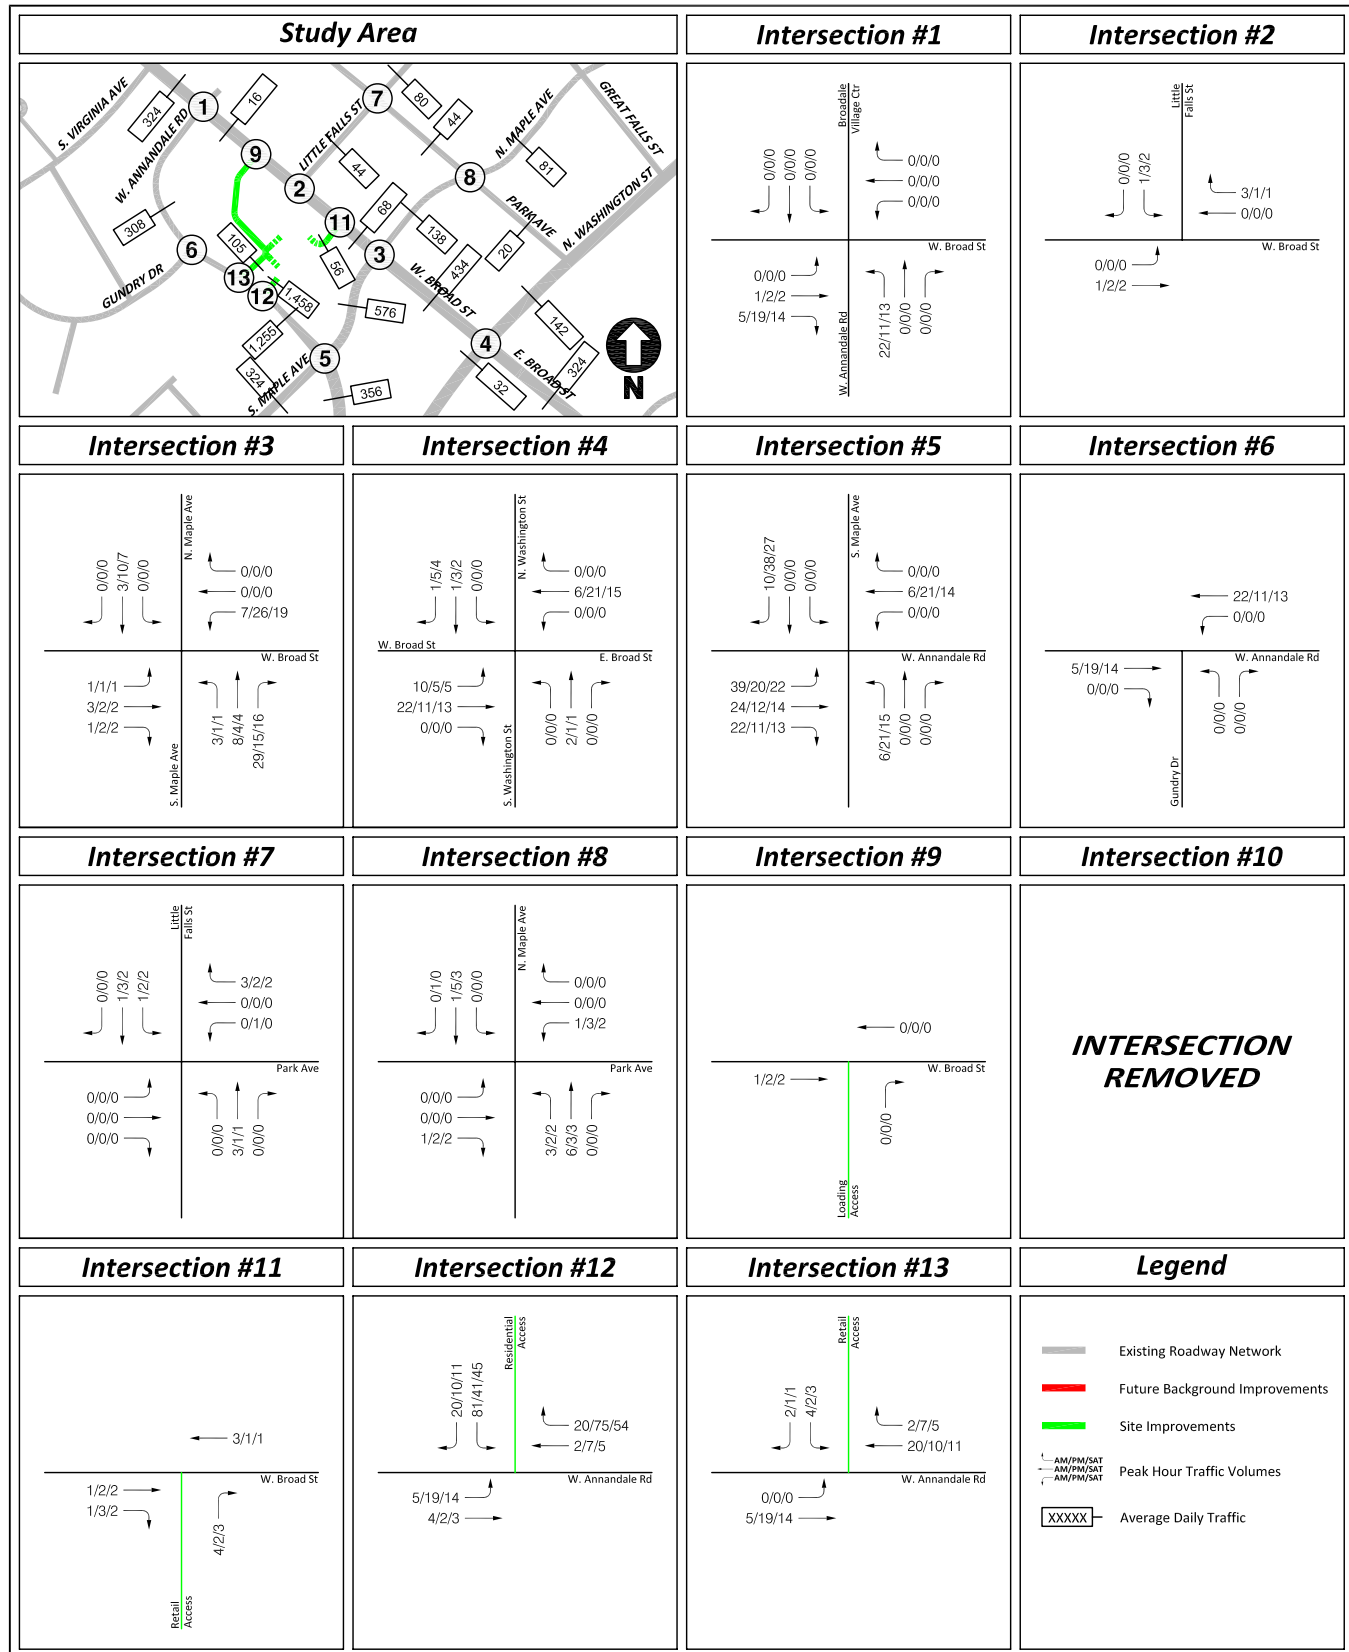 Study Area
S. VIRGINIA AVE
324
W. ANNANDALE RD
1
16
9
LITTLE FALLS ST
7
80
44
GREAT FALLS ST
N. MAPLE AVE
81
8
44
2
11
68
138
PARK AVE
20
N. WASHINGTON ST
308
6
105
13
12
56
3
434
W. BROAD ST
GUNDRY DR
1,458
1,255
576
142
4
E. BROAD ST
324
324
S. MAPLE AVE
5
356
32
N
Intersection #1
Broadale
Village Ctr
0/0/0
0/0/0
0/0/0
0/0/0
0/0/0
0/0/0
W. Broad St
0/0/0
1/2/2
5/19/14
22/11/13
0/0/0
0/0/0
W. Annandale Rd
Intersection #2
Little
Falls St
0/0/0
1/3/2
3/1/1
0/0/0
W. Broad St
0/0/0
1/2/2
Intersection #3
N. Maple Ave
0/0/0
3/10/7
0/0/0
0/0/0
0/0/0
7/26/19
W. Broad St
1/1/1
3/2/2
1/2/2
3/1/1
8/4/4
29/15/16
S. Maple Ave
Intersection #4
N. Washington St
1/5/4
1/3/2
0/0/0
0/0/0
6/21/15
0/0/0
W. Broad St
E. Broad St
10/5/5
22/11/13
0/0/0
0/0/0
2/1/1
0/0/0
S. Washington St
Intersection #5
S. Maple Ave
10/38/27
0/0/0
0/0/0
0/0/0
6/21/14
0/0/0
W. Annandale Rd
39/20/22
24/12/14
22/11/13
6/21/15
0/0/0
0/0/0
Intersection #6
22/11/13
0/0/0
W. Annandale Rd
5/19/14
0/0/0
0/0/0
0/0/0
Gundry Dr
Intersection #7
Little
Falls St
0/0/0
1/3/2
1/2/2
3/2/2
0/0/0
0/1/0
Park Ave
0/0/0
0/0/0
0/0/0
0/0/0
3/1/1
0/0/0
Intersection #8
N. Maple Ave
0/1/0
1/5/3
0/0/0
0/0/0
0/0/0
1/3/2
Park Ave
0/0/0
0/0/0
1/2/2
3/2/2
6/3/3
0/0/0
Intersection #9
0/0/0
W. Broad St
1/2/2
0/0/0
Loading
Access
Intersection #10
INTERSECTION
REMOVED
Intersection #11
3/1/1
W. Broad St
1/2/2
1/3/2
4/2/3
Retail
Access
Intersection #12
Residential
Access
20/10/11
81/41/45
20/75/54
2/7/5
W. Annandale Rd
5/19/14
4/2/3
Intersection #13
Retail
Access
2/1/1
4/2/3
2/7/5
20/10/11
W. Annandale Rd
0/0/0
5/19/14
Legend
Existing Roadway Network
Future Background Improvements
Site Improvements
AM/PM/SAT
AM/PM/SAT
AM/PM/SAT
Peak Hour Traffic Volumes
XXXXX
Average Daily Traffic